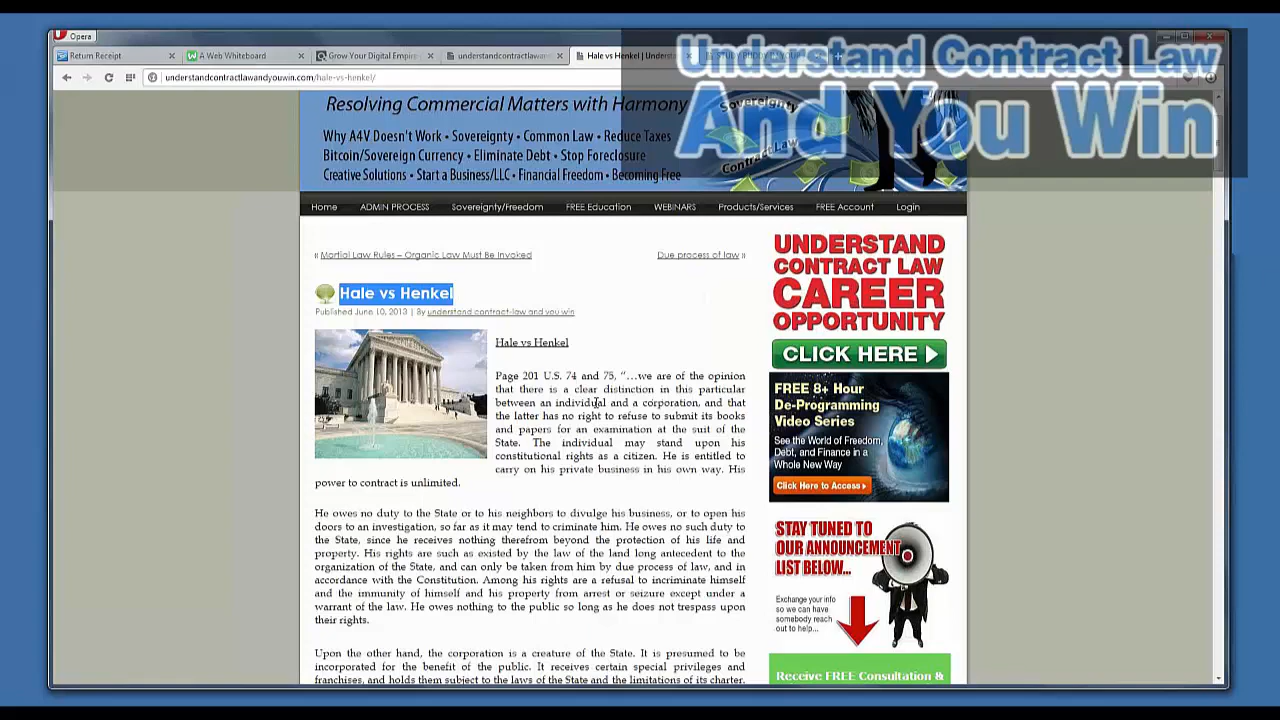 Opera
Return Receipt
A Web Whiteboard
Grow Your Digital Empire
understandcontractlawan
Hale vs Henkel | Underst
understandcontractlawandyouwin.com/hale-vs-henkel/
Understand Contract Law
And You Win
Resolving Commercial Matters with Harmony
Why A4V Doesn't Work • Sovereignty • Common Law • Reduce Taxes
Bitcoin/Sovereign Currency • Eliminate Debt • Stop Foreclosure
Creative Solutions • Start a Business/LLC • Financial Freedom • Becoming Free
Sovereignty
Contract Law
Home ADMIN PROCESS Sovereignty/Freedom FREE Education WEBINARS Products/Services FREE Account Login
« Martial Law Rules – Organic Law Must Be Invoked
Due process of law »
Hale vs Henkel
Published June 10, 2013 | By understand contract-law and you win
Hale vs Henkel
Page 201 U.S. 74 and 75. “…we are of the opinion
that there is a clear distinction in this particular
between an individual and a corporation, and that
the latter has no right to refuse to submit its books
and papers for an examination at the suit of the
State. The individual may stand upon his
constitutional rights as a citizen. He is entitled to
carry on his private business in his own way. His
power to contract is unlimited.
He owes no duty to the State or to his neighbors to divulge his business, or to open his
doors to an investigation, so far as it may tend to criminate him. He owes no such duty to
the State, since he receives nothing therefrom beyond the protection of his life and
property. His rights are such as existed by the law of the land long antecedent to the
organization of the State, and can only be taken from him by due process of law, and in
accordance with the Constitution. Among his rights are a refusal to incriminate himself
and the immunity of himself and his property from arrest or seizure except under a
warrant of the law. He owes nothing to the public so long as he does not trespass upon
their rights.
Upon the other hand, the corporation is a creature of the State. It is presumed to be
incorporated for the benefit of the public. It receives certain special privileges and
franchises, and holds them subject to the laws of the State and the limitations of its charter.
UNDERSTAND
CONTRACT LAW
CAREER
OPPORTUNITY
CLICK HERE
FREE 8+ Hour
De-Programming
Video Series
See the World of Freedom,
Debt, and Finance in a
Whole New Way
Click Here to Access
STAY TUNED TO
OUR ANNOUNCEMENT
LIST BELOW...
Exchange your info
so we can have
somebody reach
out to help...
Receive FREE Consultation &